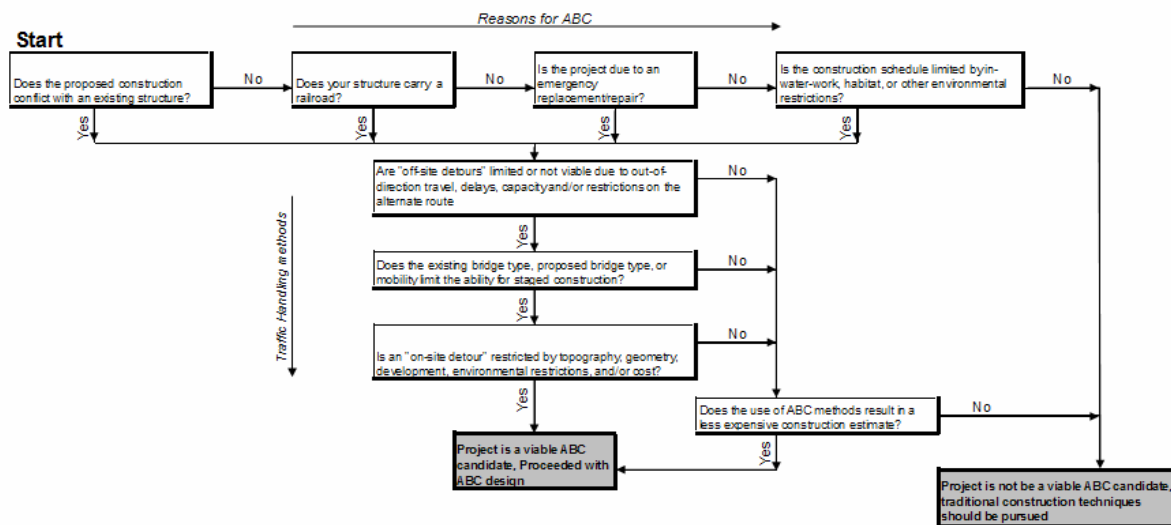 Reasons for ABC
Start
Does the proposed construction
conflict with an existing structure?
No
Does your structure carry a
railroad?
No
Is the project due to an
emergency
replacement/repair?
No
Is the construction schedule limited by in-
water-work, habitat, or other environmental
restrictions?
No
Yes
Yes
Yes
Yes
Are "off-site detours" limited or not viable due to out-of-
direction travel, delays, capacity and/or restrictions on the
alternate route
No
Traffic Handling methods
Yes
Does the existing bridge type, proposed bridge type, or
mobility limit the ability for staged construction?
No
Yes
Is an "on-site detour" restricted by topography, geometry,
development, environmental restrictions, and/or cost?
No
Yes
Does the use of ABC methods result in a
less expensive construction estimate?
No
Yes
Project is a viable ABC
candidate, Proceeded with
ABC design
Project is not be a viable ABC candidate,
traditional construction techniques
should be pursued